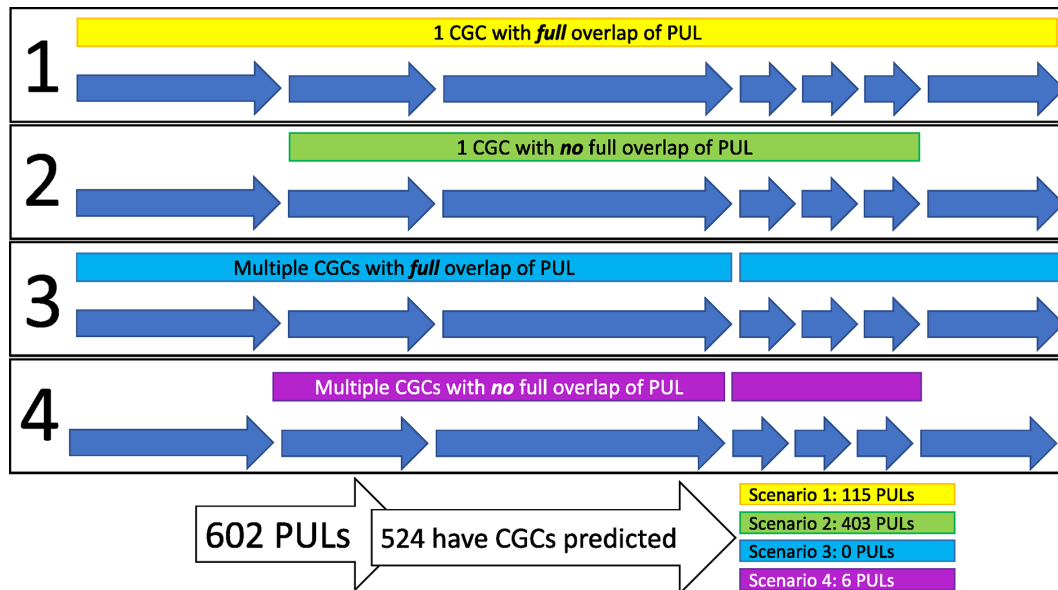 1
1 CGC with full overlap of PUL
2
1 CGC with no full overlap of PUL
3
Multiple CGCs with full overlap of PUL
4
Multiple CGCs with no full overlap of PUL
602 PULs
524 have CGCs predicted
Scenario 1: 115 PULs
Scenario 2: 403 PULs
Scenario 3: 0 PULs
Scenario 4: 6 PULs